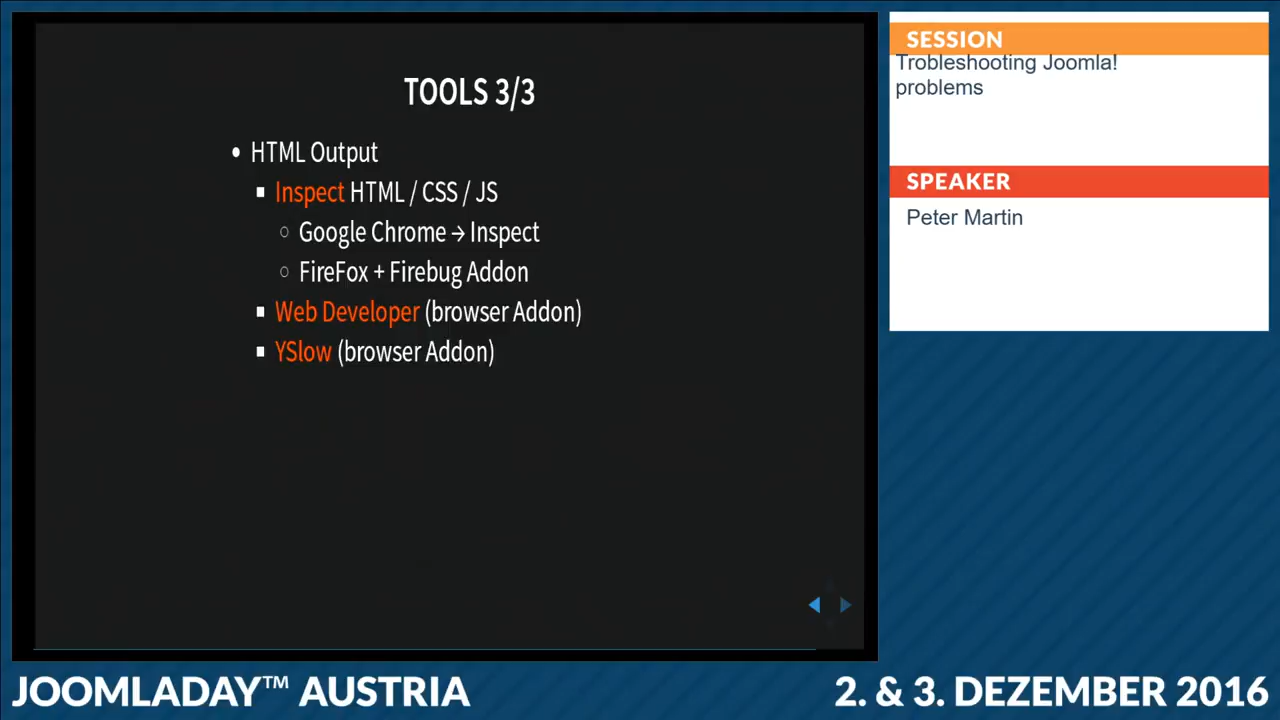 TOOLS 3/3
HTML Output
Inspect HTML / CSS / JS
Google Chrome → Inspect
FireFox + Firebug Addon
Web Developer (browser Addon)
YSlow (browser Addon)
SESSION
Trobleshooting Joomla!
problems
SPEAKER
Peter Martin
JOOMLADAY™ AUSTRIA
2. & 3. DEZEMBER 2016